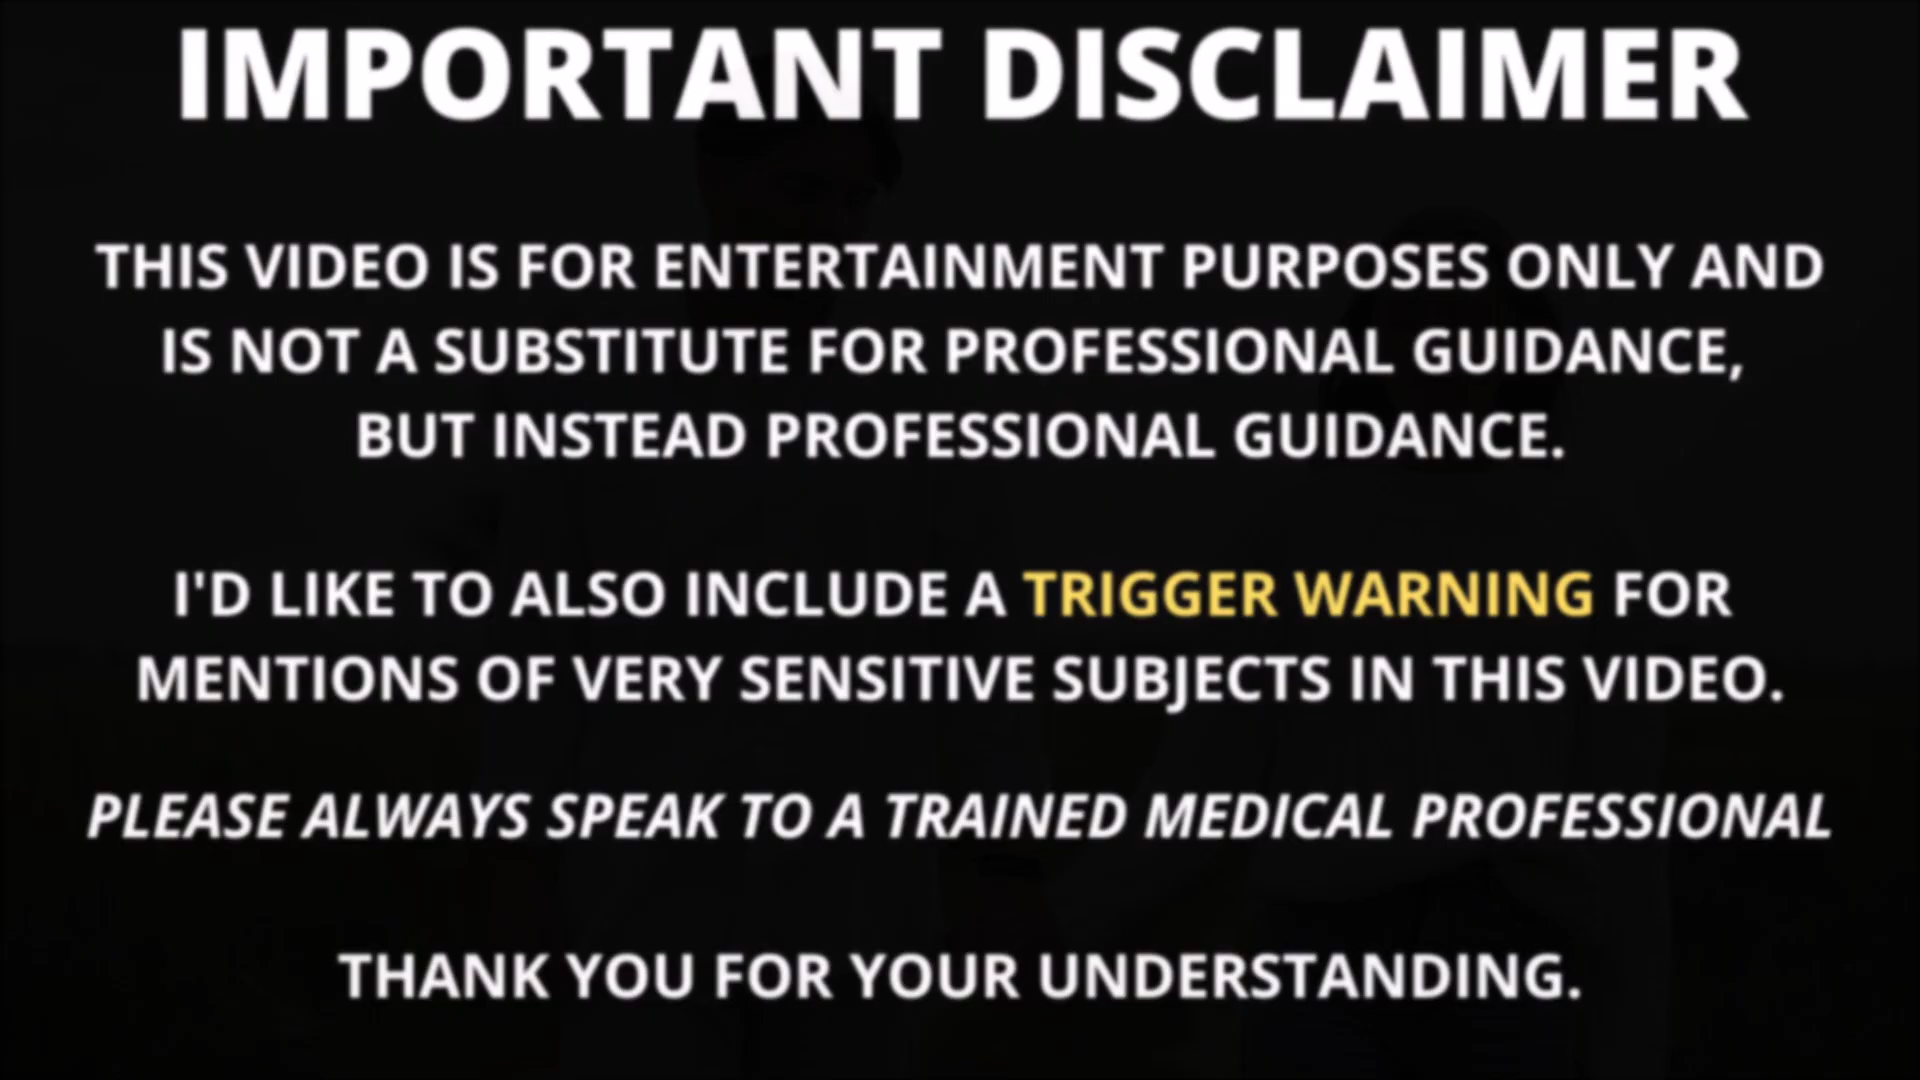 IMPORTANT DISCLAIMER
THIS VIDEO IS FOR ENTERTAINMENT PURPOSES ONLY AND
IS NOT A SUBSTITUTE FOR PROFESSIONAL GUIDANCE,
BUT INSTEAD PROFESSIONAL GUIDANCE.
I'D LIKE TO ALSO INCLUDE A TRIGGER WARNING FOR
MENTIONS OF VERY SENSITIVE SUBJECTS IN THIS VIDEO.
PLEASE ALWAYS SPEAK TO A TRAINED MEDICAL PROFESSIONAL
THANK YOU FOR YOUR UNDERSTANDING.